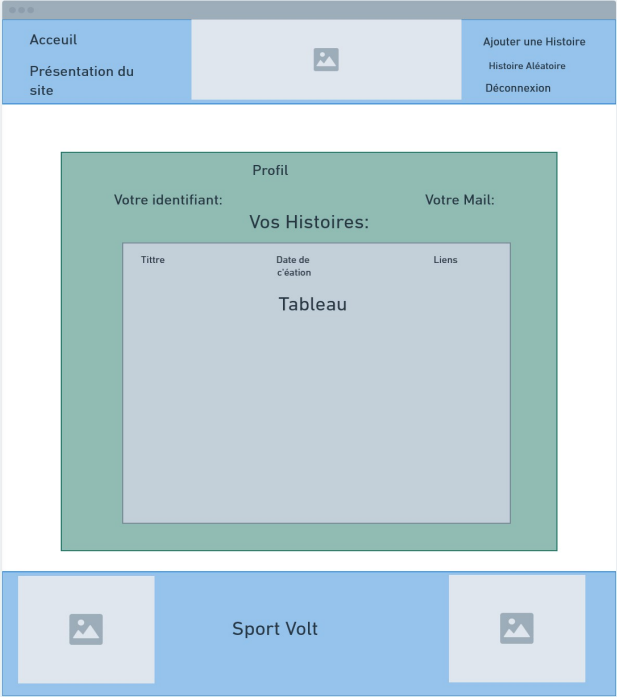 Acceuil
Présentation du
site
Ajouter une Histoire
Histoire Aléatoire
Déconnexion
Profil
Votre identifiant:
Votre Mail:
Vos Histoires:
Tittre
Date de
c'éation
Liens
Tableau
Sport Volt